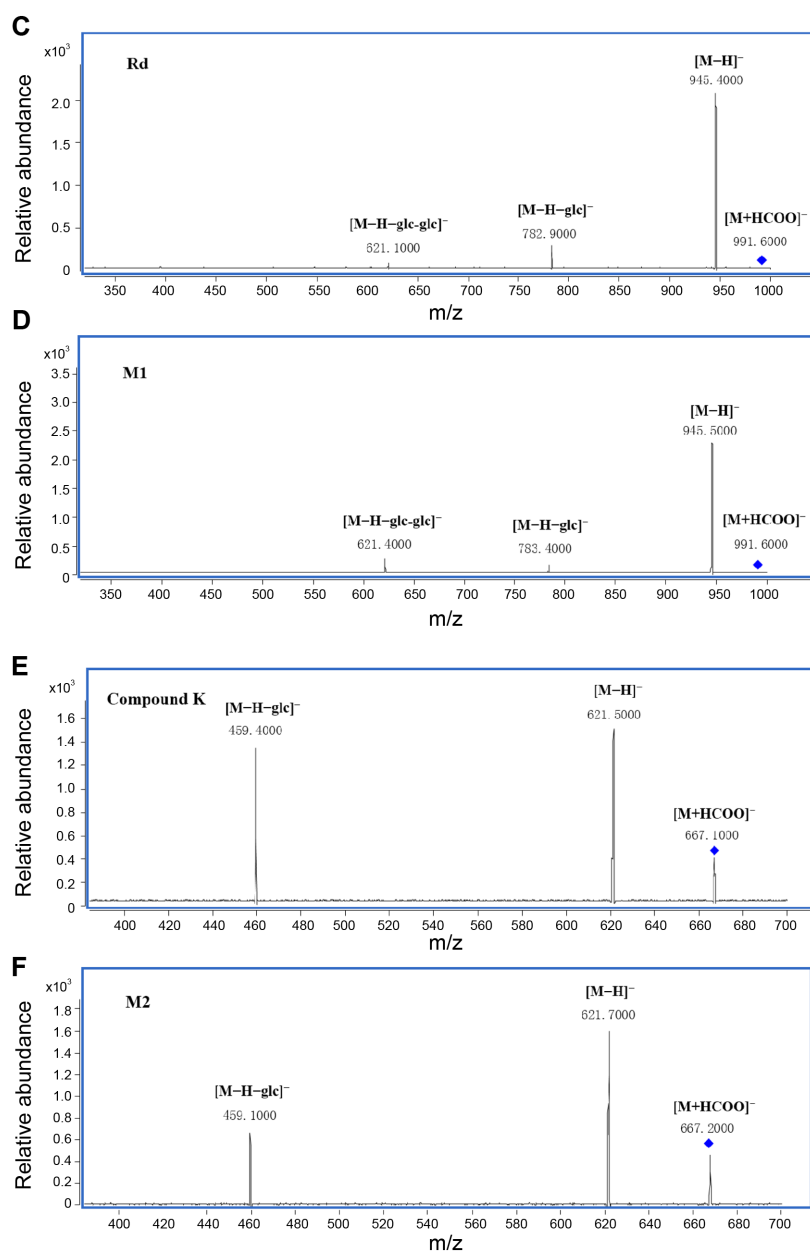 C
x10³
Rd
[M−H]⁻
945.4000
2.0
1.5
1.0
0.5
0
[M−H−glc-glc]⁻
621.1000
[M−H−glc]⁻
782.9000
[M+HCOO]⁻
991.6000
Relative abundance
350 400 450 500 550 600 650 700 750 800 850 900 950 1000
m/z
D
x10³
M1
[M−H]⁻
945.5000
3.5
3.0
2.5
2.0
1.5
1.0
0.5
0
[M−H−glc-glc]⁻
621.4000
[M−H−glc]⁻
783.4000
[M+HCOO]⁻
991.6000
Relative abundance
350 400 450 500 550 600 650 700 750 800 850 900 950 1000
m/z
E
x10³
Compound K
[M−H−glc]⁻
459.4000
[M−H]⁻
621.5000
[M+HCOO]⁻
667.1000
1.6
1.4
1.2
1.0
0.8
0.6
0.4
0.2
0
Relative abundance
400 420 440 460 480 500 520 540 560 580 600 620 640 660 680 700
m/z
F
x10³
M2
[M−H]⁻
621.7000
[M−H−glc]⁻
459.1000
[M+HCOO]⁻
667.2000
1.8
1.6
1.4
1.2
1.0
0.8
0.6
0.4
0.2
0
Relative abundance
400 420 440 460 480 500 520 540 560 580 600 620 640 660 680 700
m/z